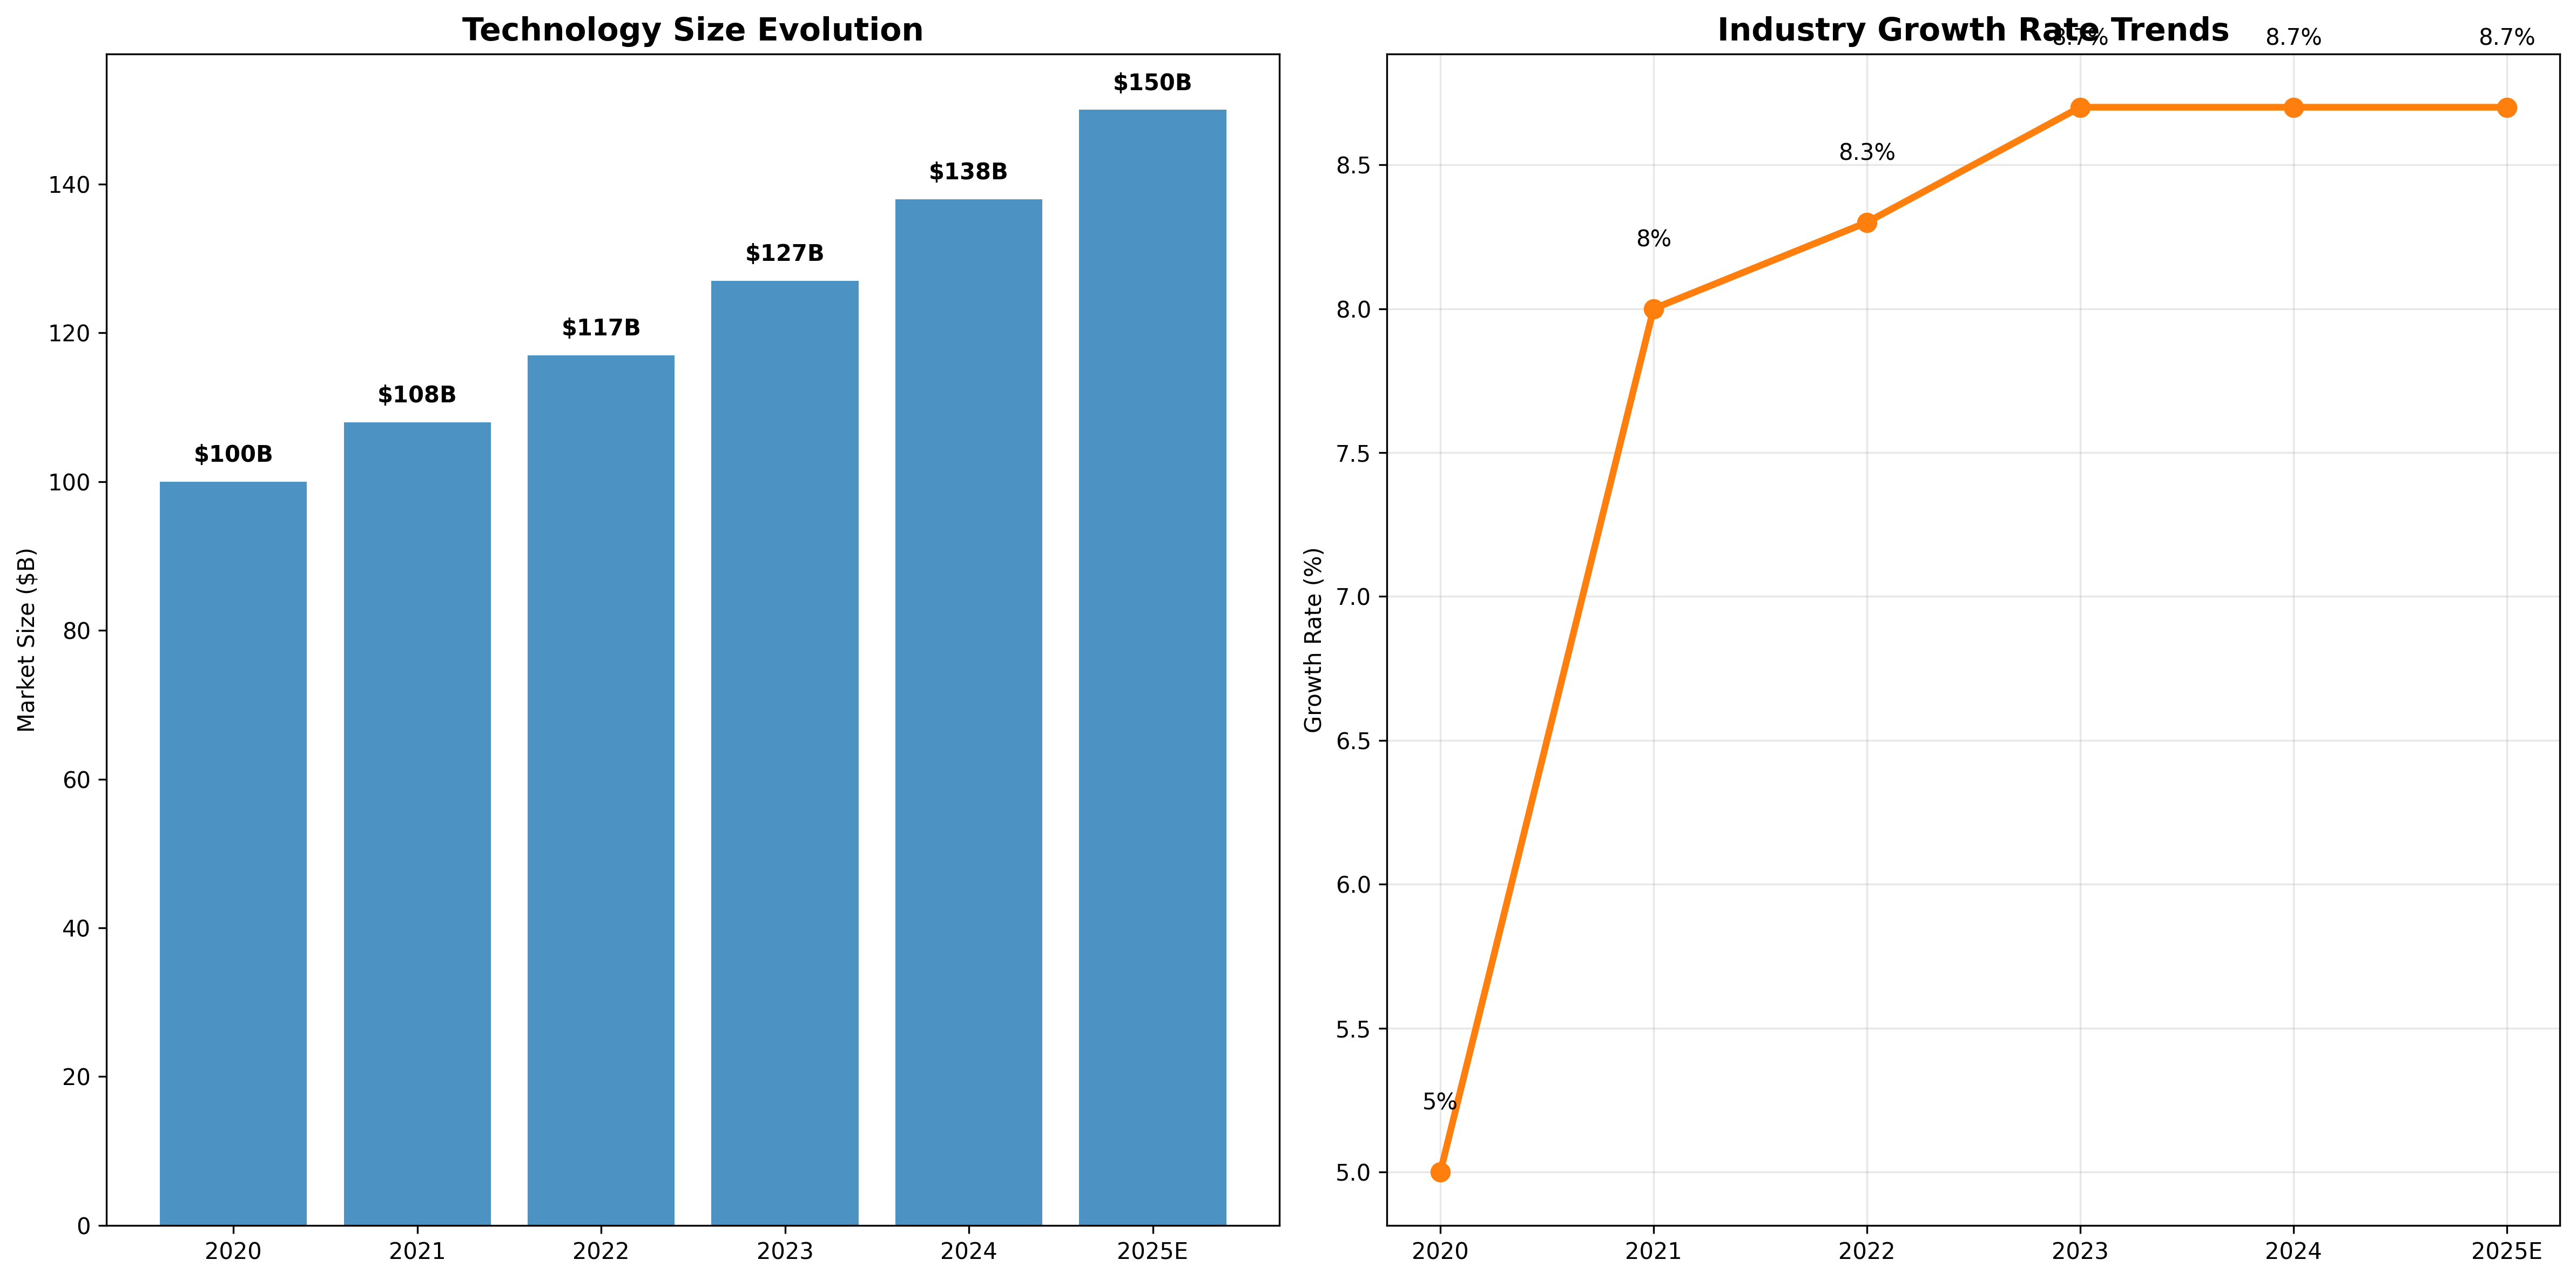 Technology Size Evolution
Market Size ($B)
140
120
100
80
60
40
20
0
$100B
$108B
$117B
$127B
$138B
$150B
2020
2021
2022
2023
2024
2025E
Industry Growth Rate Trends
Growth Rate (%)
8.5
8.0
7.5
7.0
6.5
6.0
5.5
5.0
5%
8%
8.3%
8.7%
8.7%
8.7%
2020
2021
2022
2023
2024
2025E